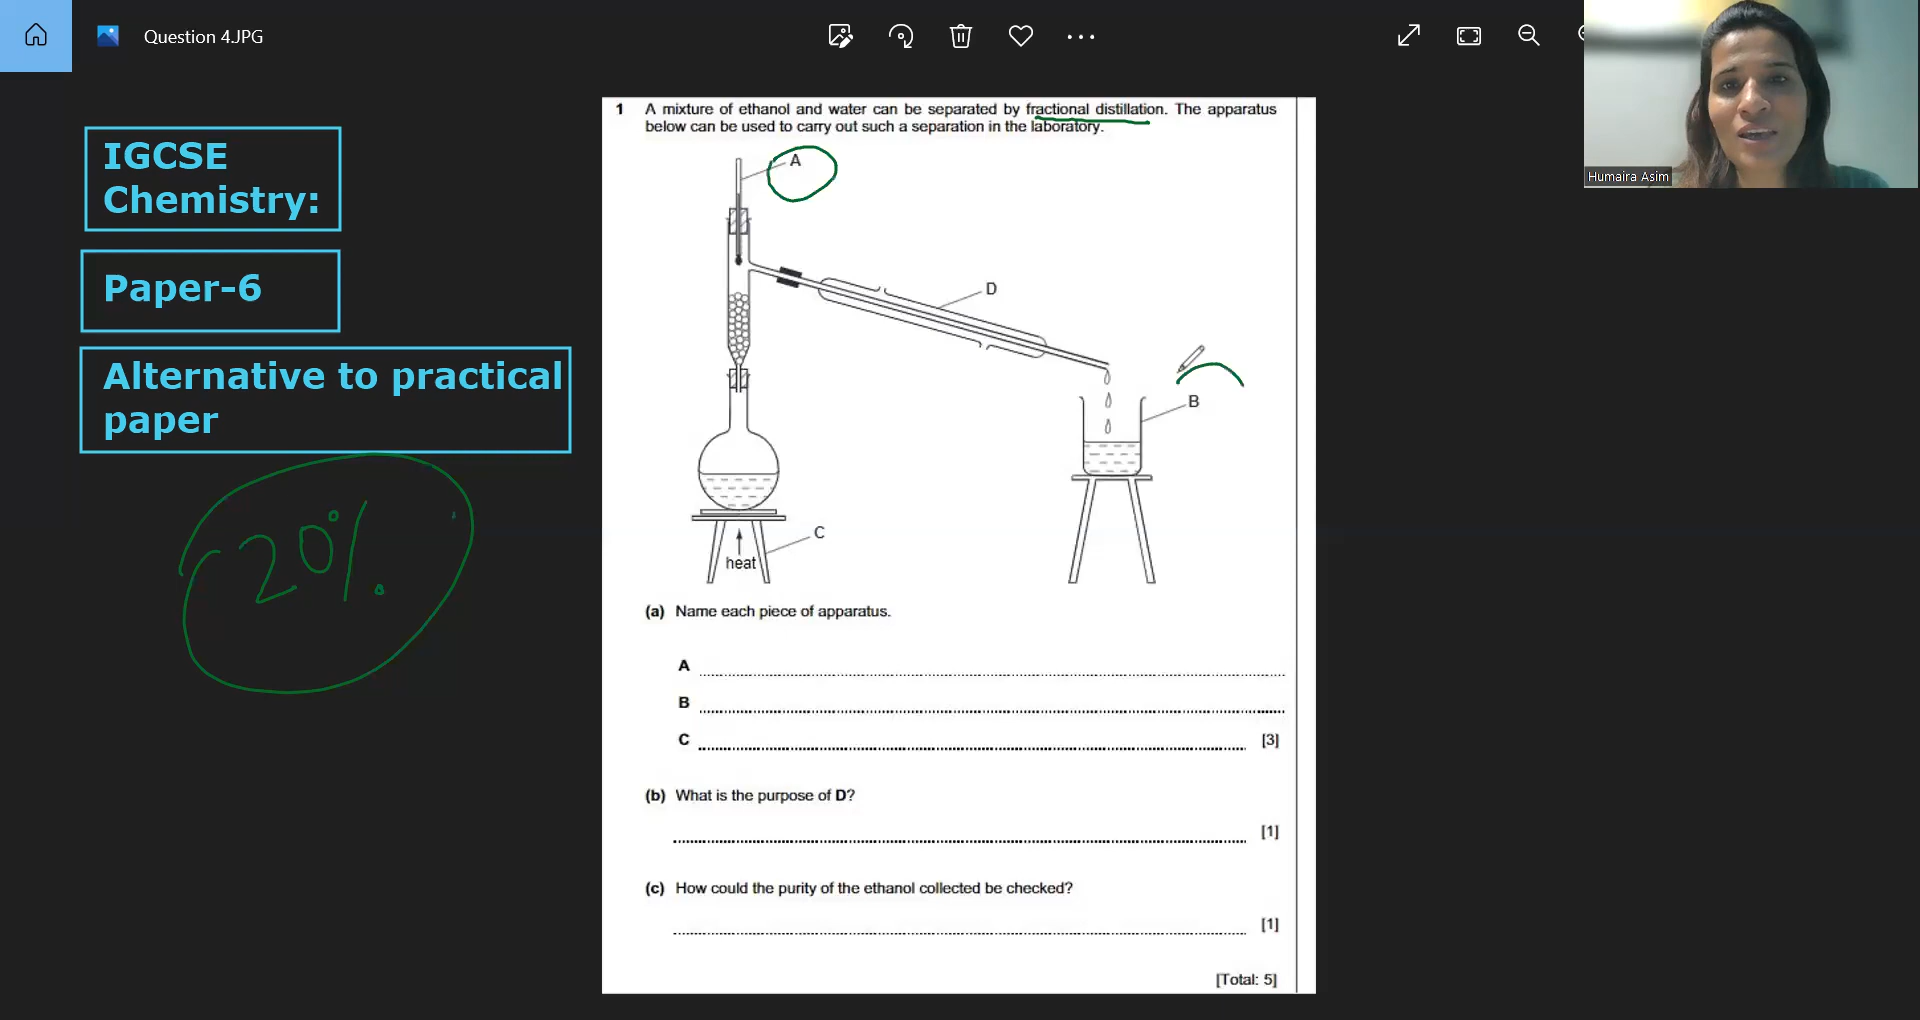 Question 4.JPG
Humaira Asim
IGCSE
Chemistry:
Paper-6
Alternative to practical
paper
20%
1 A mixture of ethanol and water can be separated by fractional distillation. The apparatus
below can be used to carry out such a separation in the laboratory.
A
D
B
C
heat
(a) Name each piece of apparatus.
A
B
C [3]
(b) What is the purpose of D?
[1]
(c) How could the purity of the ethanol collected be checked?
[1]
[Total: 5]